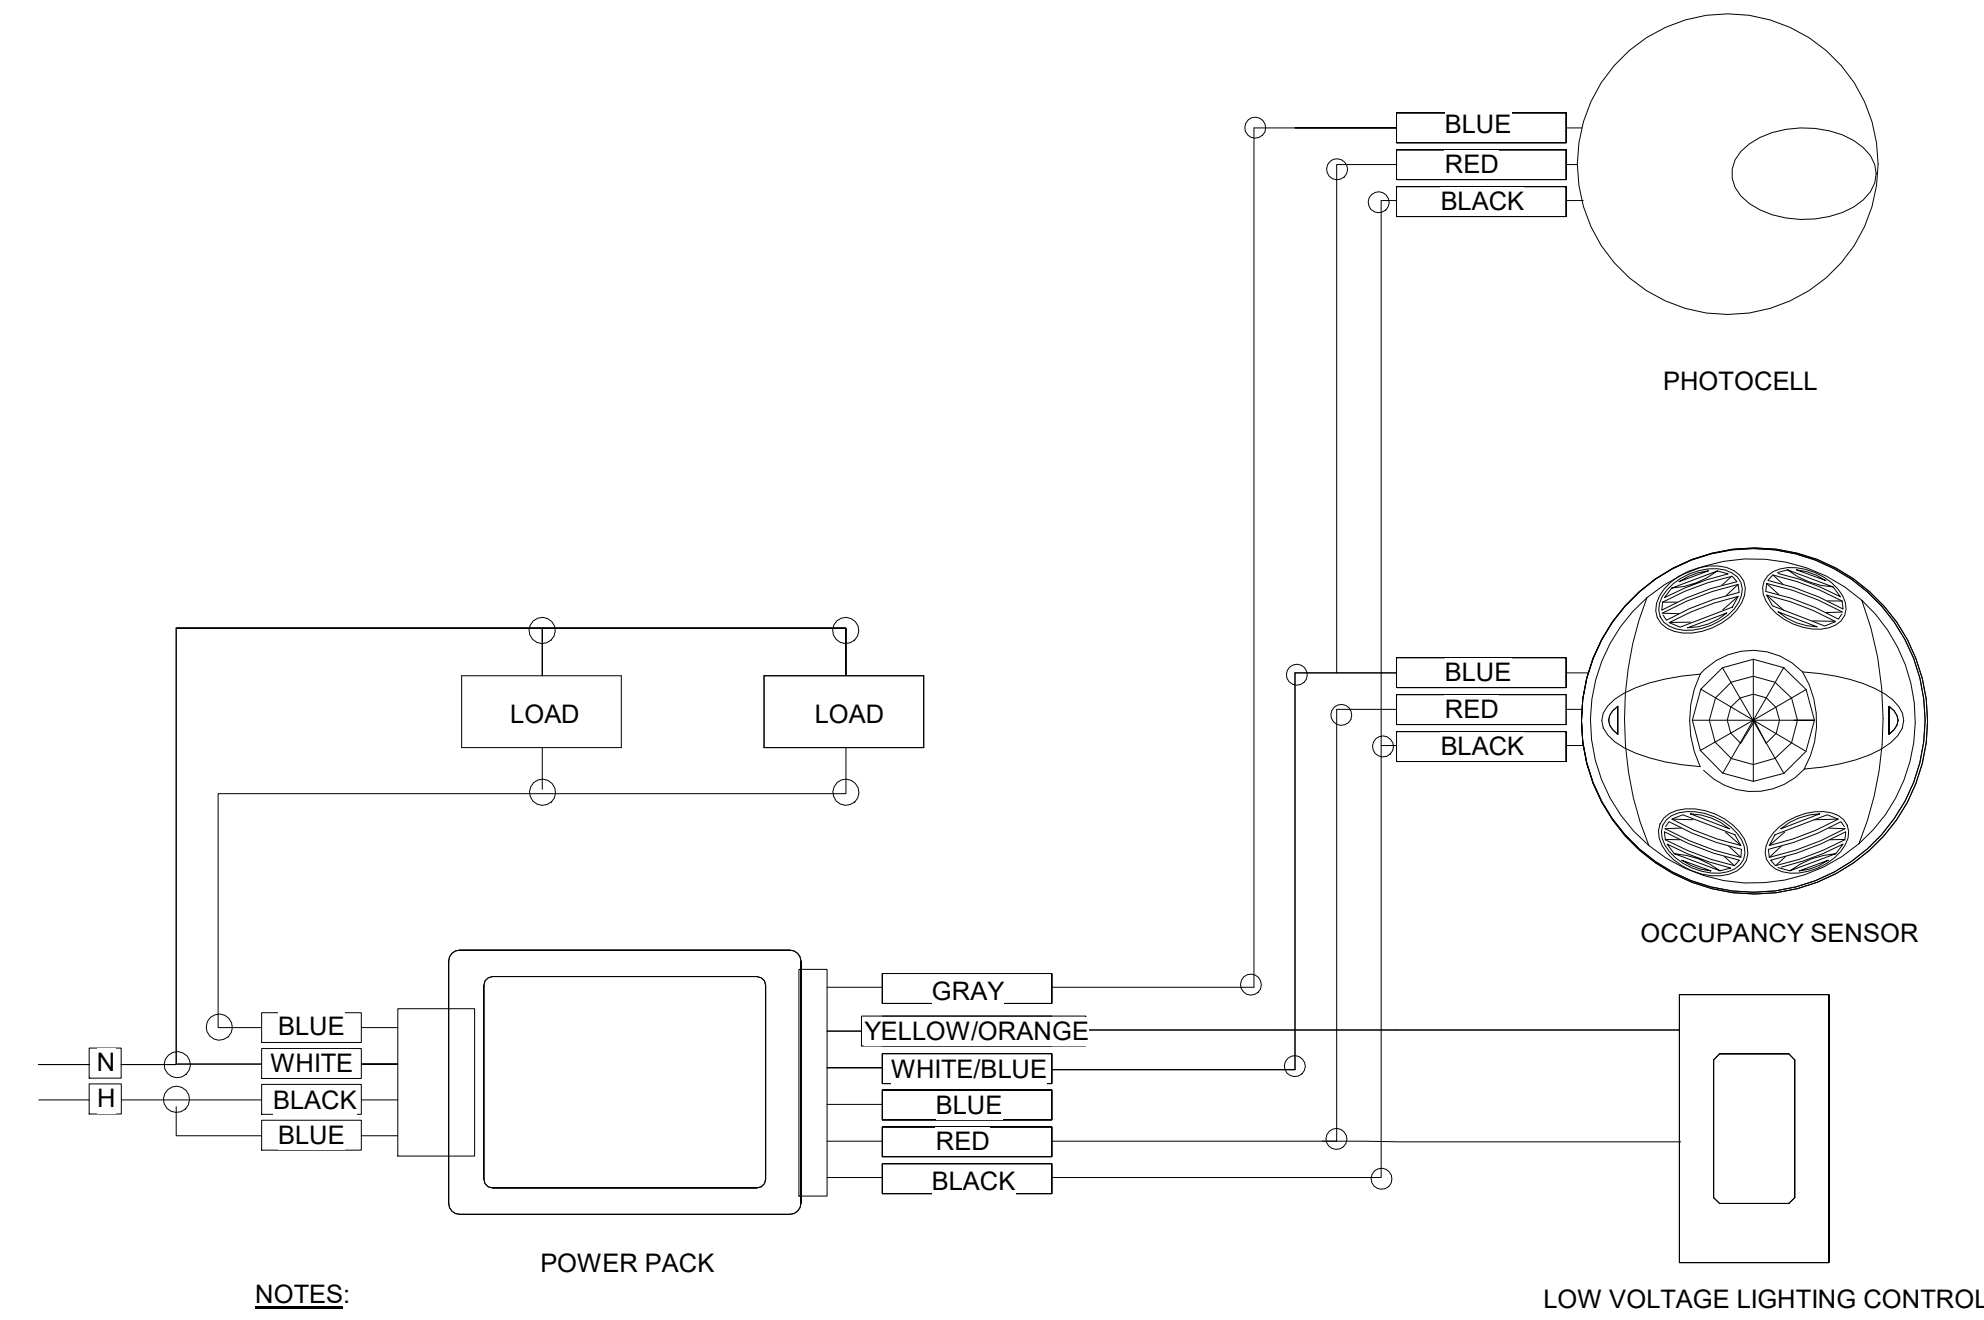 BLUE
RED
BLACK
PHOTOCELL
LOAD
LOAD
BLUE
RED
BLACK
OCCUPANCY SENSOR
BLUE
N
WHITE
H
BLACK
BLUE
GRAY
YELLOW/ORANGE
WHITE/BLUE
BLUE
RED
BLACK
POWER PACK
NOTES:
LOW VOLTAGE LIGHTING CONTROL